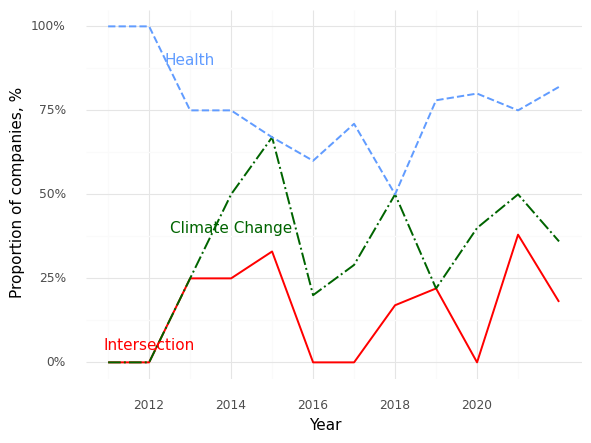 100%
Health
75%
50%
Climate Change
25%
Intersection
0%
2012 2014 2016 2018 2020
Year
Proportion of companies, %